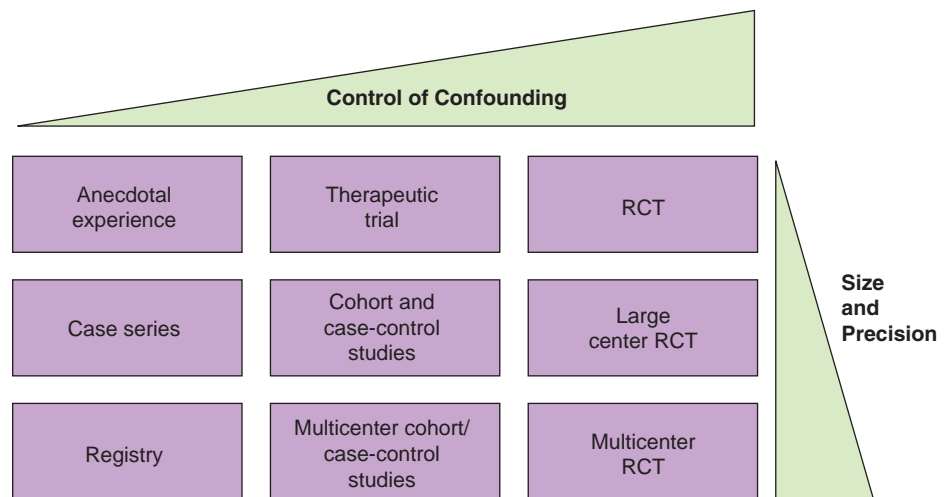 Control of Confounding
Anecdotal
experience
Therapeutic
trial
RCT
Case series
Cohort and
case-control
studies
Large
center RCT
Size
and
Precision
Registry
Multicenter cohort/
case-control
studies
Multicenter
RCT